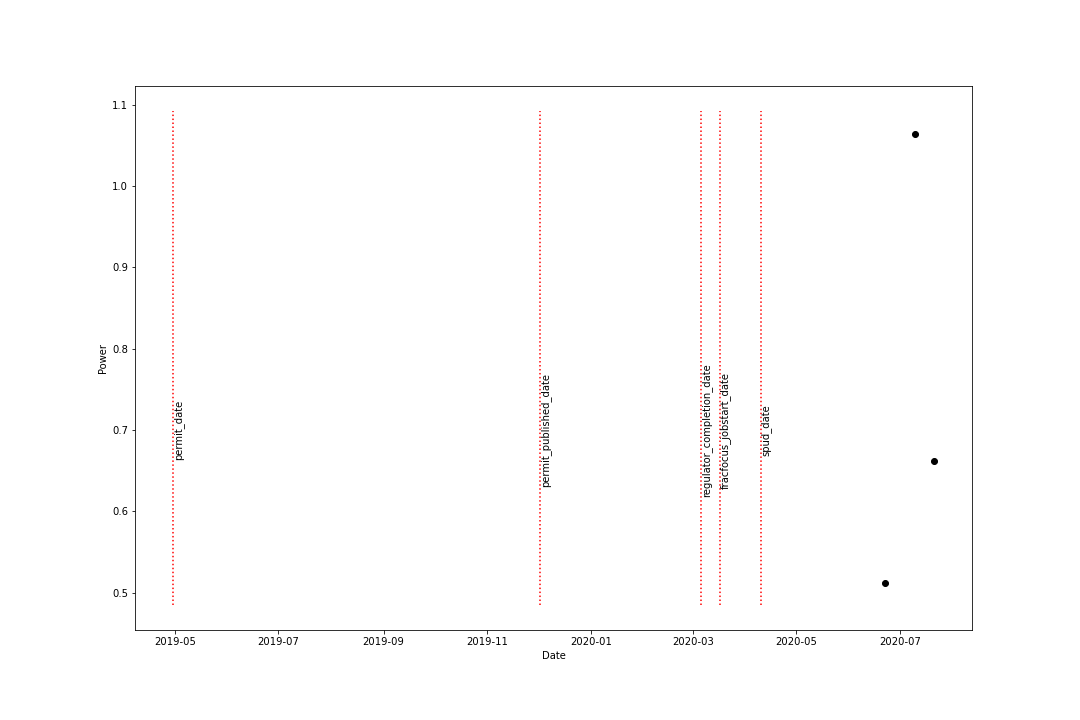 1.1
1.0
0.9
0.8
0.7
0.6
0.5
Power
permit_date
permit_published_date
regulator_completion_date
fracfocus_jobstart_date
spud_date
2019-05 2019-07 2019-09 2019-11 2020-01 2020-03 2020-05 2020-07
Date